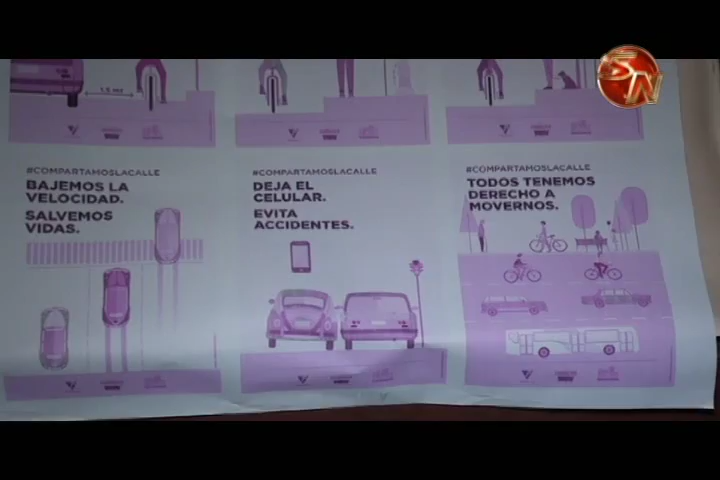 SN
1,5 mt
#COMPARTAMOSLACALLE
BAJEMOS LA
VELOCIDAD.
SALVEMOS
VIDAS.
#COMPARTAMOSLACALLE
DEJA EL
CELULAR.
EVITA
ACCIDENTES.
#COMPARTAMOSLACALLE
TODOS TENEMOS
DERECHO A
MOVERNOS.